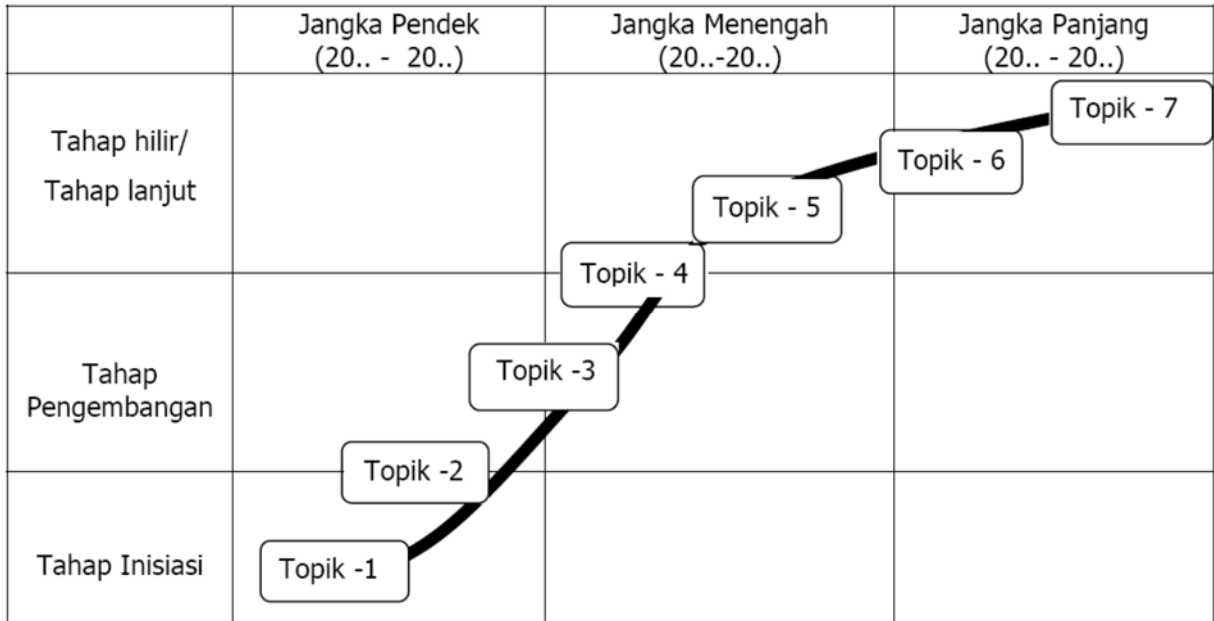 Jangka Pendek
(20.. - 20..)
Jangka Menengah
(20..-20..)
Jangka Panjang
(20.. - 20..)
Tahap hilir/
Tahap lanjut
Topik - 7
Topik - 6
Topik - 5
Topik - 4
Tahap
Pengembangan
Topik -3
Topik -2
Tahap Inisiasi
Topik -1